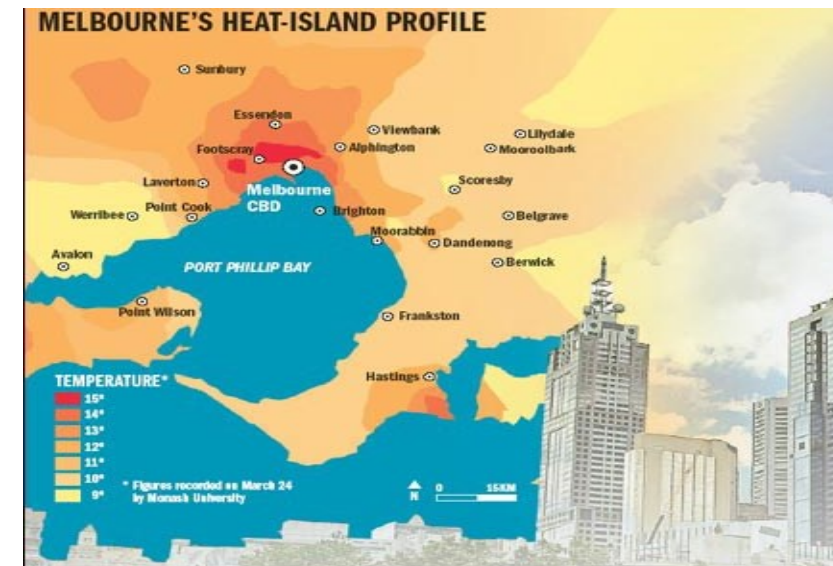 MELBOURNE'S HEAT-ISLAND PROFILE
Sunbury
Essendon
Viewbank
Lilydale
Footscray
Alphington
Mooroolbark
Laverton
Melbourne
CBD
Scoresby
Werribee
Point Cook
Brighton
Belgrave
Moorabbin
Dandenong
Avalon
PORT PHILLIP BAY
Berwick
Point Wilson
Frankston
Hastings
TEMPERATURE*
15°
14°
13°
12°
11°
10°
9°
* Figures recorded on March 24
by Monash University
N
0 15KM